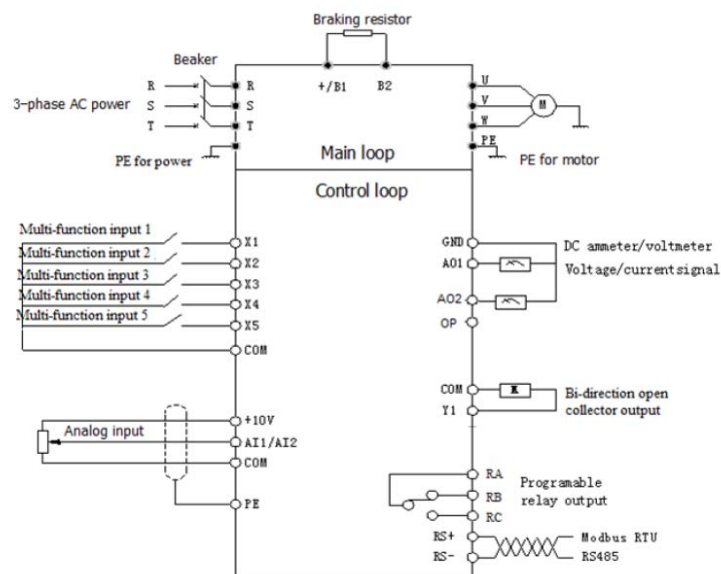 Braking resistor
Beaker
R R +/B1 B2 U
3-phase AC power S S V M
T T W
PE
PE for power Main loop PE for motor
Control loop
Multi-function input 1 X1 GND DC ammeter/voltmeter
Multi-function input 2 X2 AO1 Voltage/currentsignal
Multi-function input 3 X3
Multi-function input 4 X4 AO2
Multi-function input 5 X5 OP
COM
COM K Bi-direction open
Y1 collector output
+10V
Analog input AI1/AI2
COM
RA Programable
RB relay output
PE RC
RS+ Modbus RTU
RS- RS485